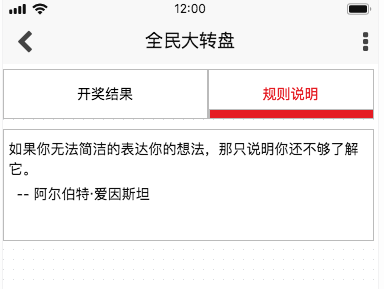 12:00
全民大转盘
开奖结果
规则说明
如果你无法简洁的表达你的想法，那只说明你还不够了解
它。
-- 阿尔伯特·爱因斯坦